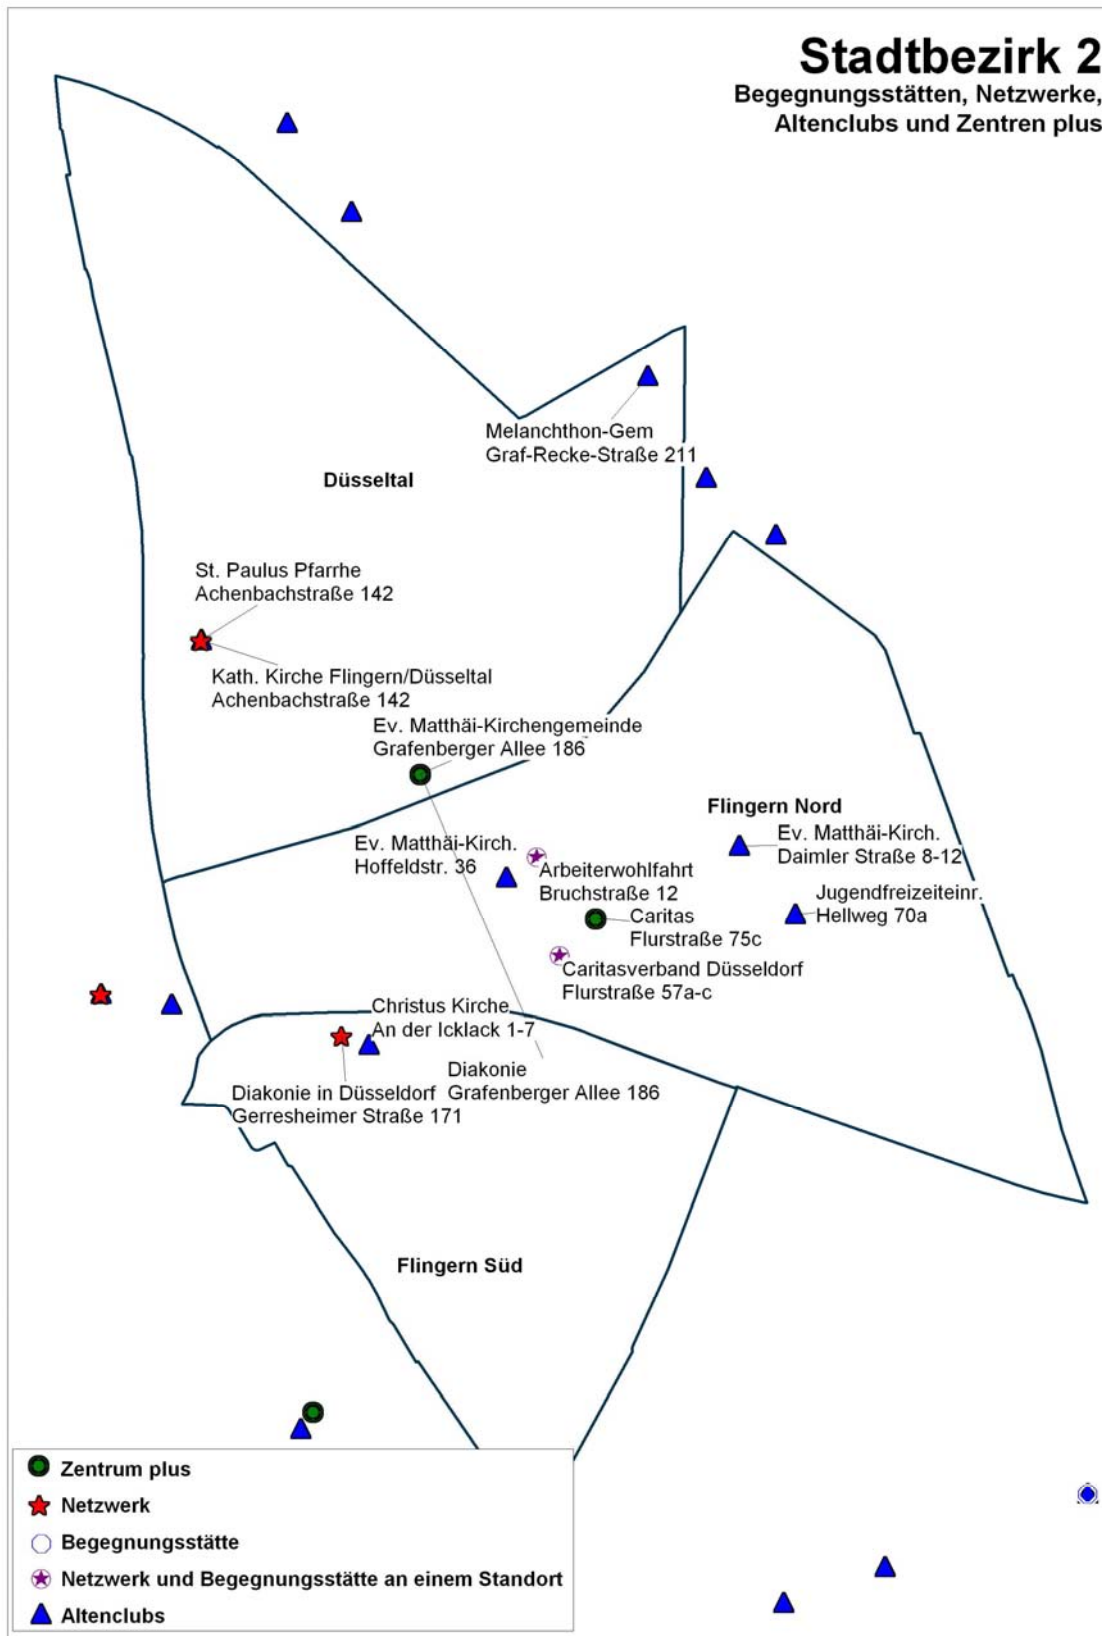 Stadtbezirk 2
Begegnungsstätten, Netzwerke,
Altenclubs und Zentren plus
Melanchthon-Gem
Graf-Recke-Straße 211
Düsseltal
St. Paulus Pfarrhe
Achenbachstraße 142
Kath. Kirche Flingern/Düsseltal
Achenbachstraße 142
Ev. Matthäi-Kirchengemeinde
Grafenberger Allee 186
Flingern Nord
Ev. Matthäi-Kirch.
Daimler Straße 8-12
Ev. Matthäi-Kirch.
Hoffeldstr. 36
Arbeiterwohlfahrt
Bruchstraße 12
Jugendfreizeiteinr.
Hellweg 70a
Caritas
Flurstraße 75c
Caritasverband Düsseldorf
Flurstraße 57a-c
Christus Kirche
An der Icklack 1-7
Diakonie
Grafenberger Allee 186
Diakonie in Düsseldorf
Gerresheimer Straße 171
Flingern Süd
Zentrum plus
Netzwerk
Begegnungsstätte
Netzwerk und Begegnungsstätte an einem Standort
Altenclubs